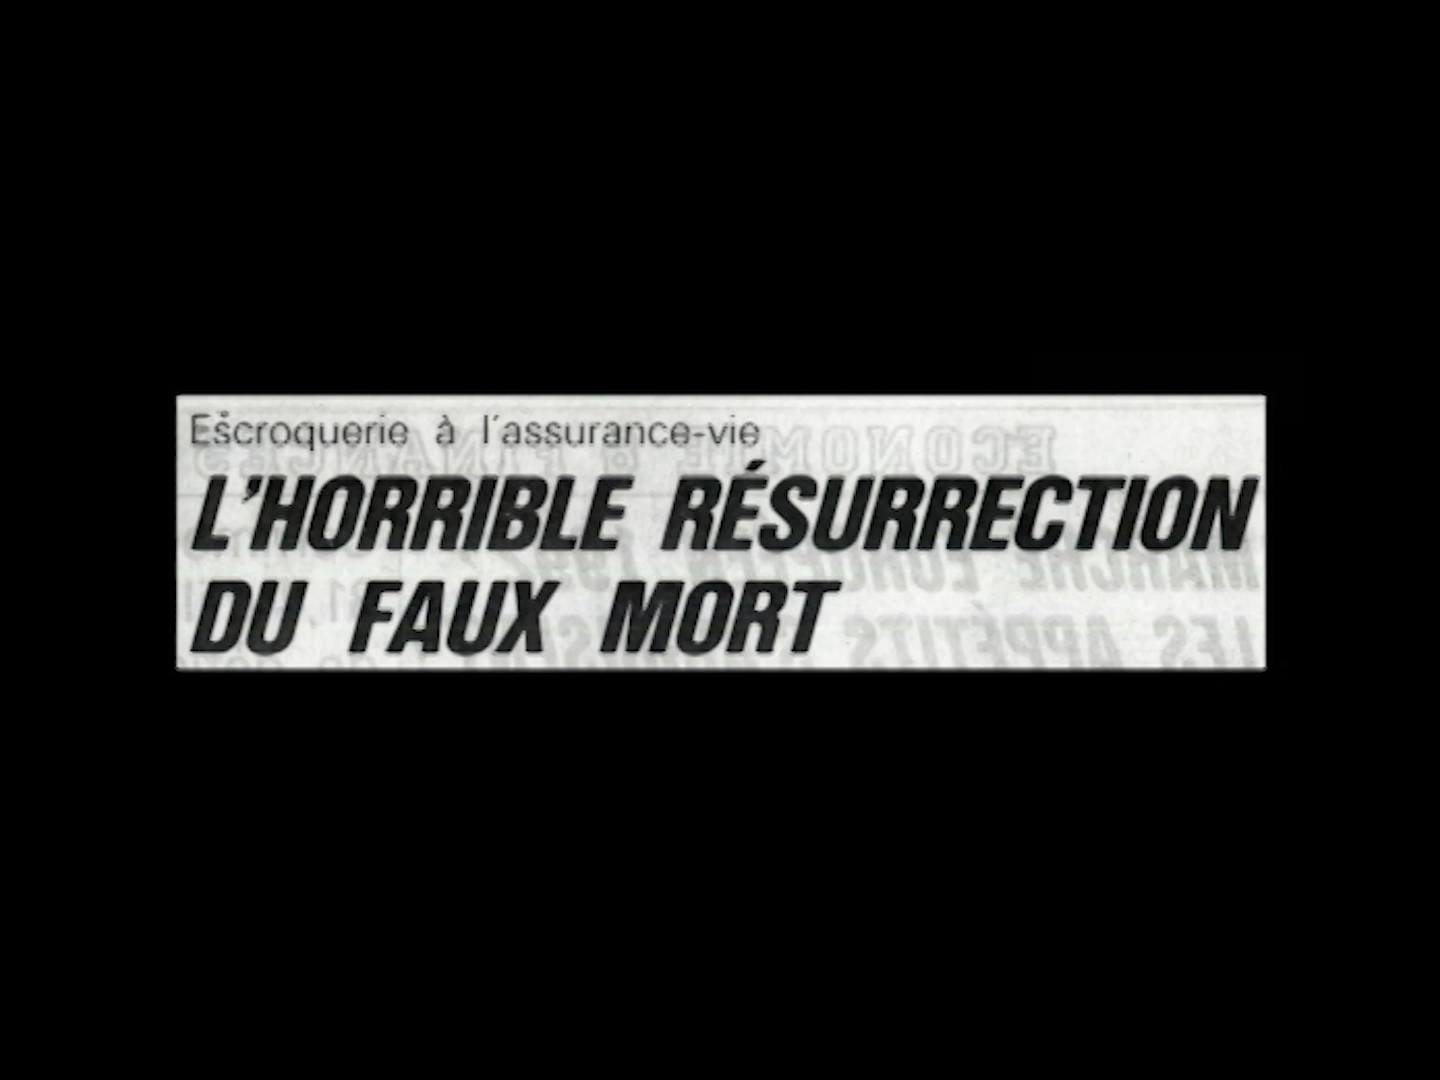 Escroquerie à l'assurance-vie
L'HORRIBLE RÉSURRECTION
DU FAUX MORT